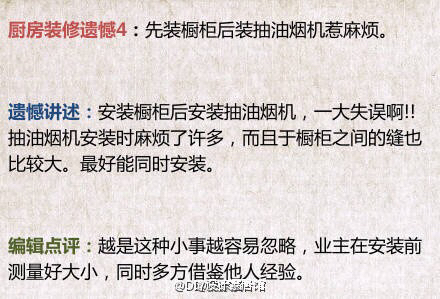 厨房装修遗憾4：先装橱柜后装抽油烟机惹麻烦。
遗憾讲述：安装橱柜后安装抽油烟机，一大失误啊!!
抽油烟机安装时麻烦了许多，而且于橱柜之间的缝也
比较大。最好能同时安装。
编辑点评：越是这种小事越容易忽略，业主在安装前
测量好大小，同时多方借鉴他人经验。